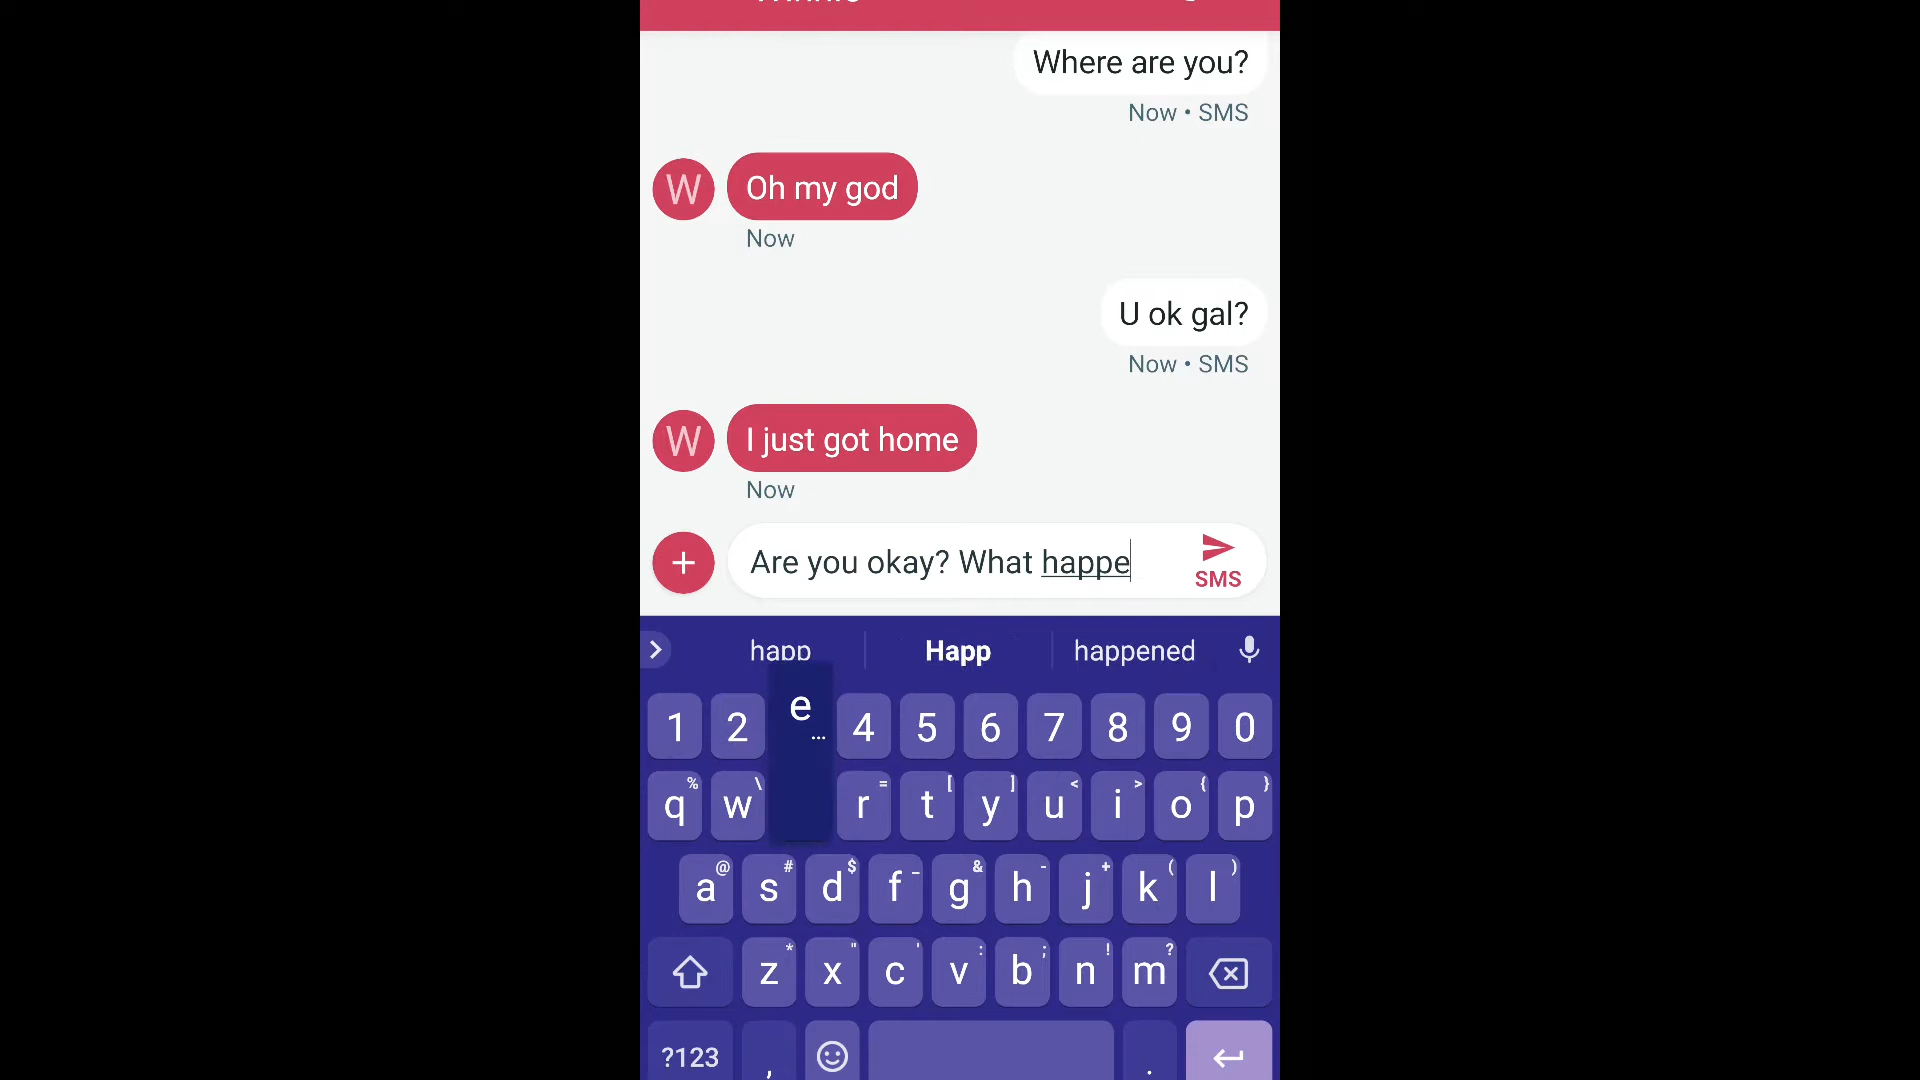 Where are you?
Now • SMS
W
Oh my god
Now
U ok gal?
Now • SMS
W
I just got home
Now
+
Are you okay? What happe
SMS
happ Happ happened
1 2 e 4 5 6 7 8 9 0
...
% \ = [ ] < > { }
q w r t y u i o p
@ # $ _ & - + ( )
a s d f g h j k l
* " ' : ; ! ?
z x c v b n m
?123 , .